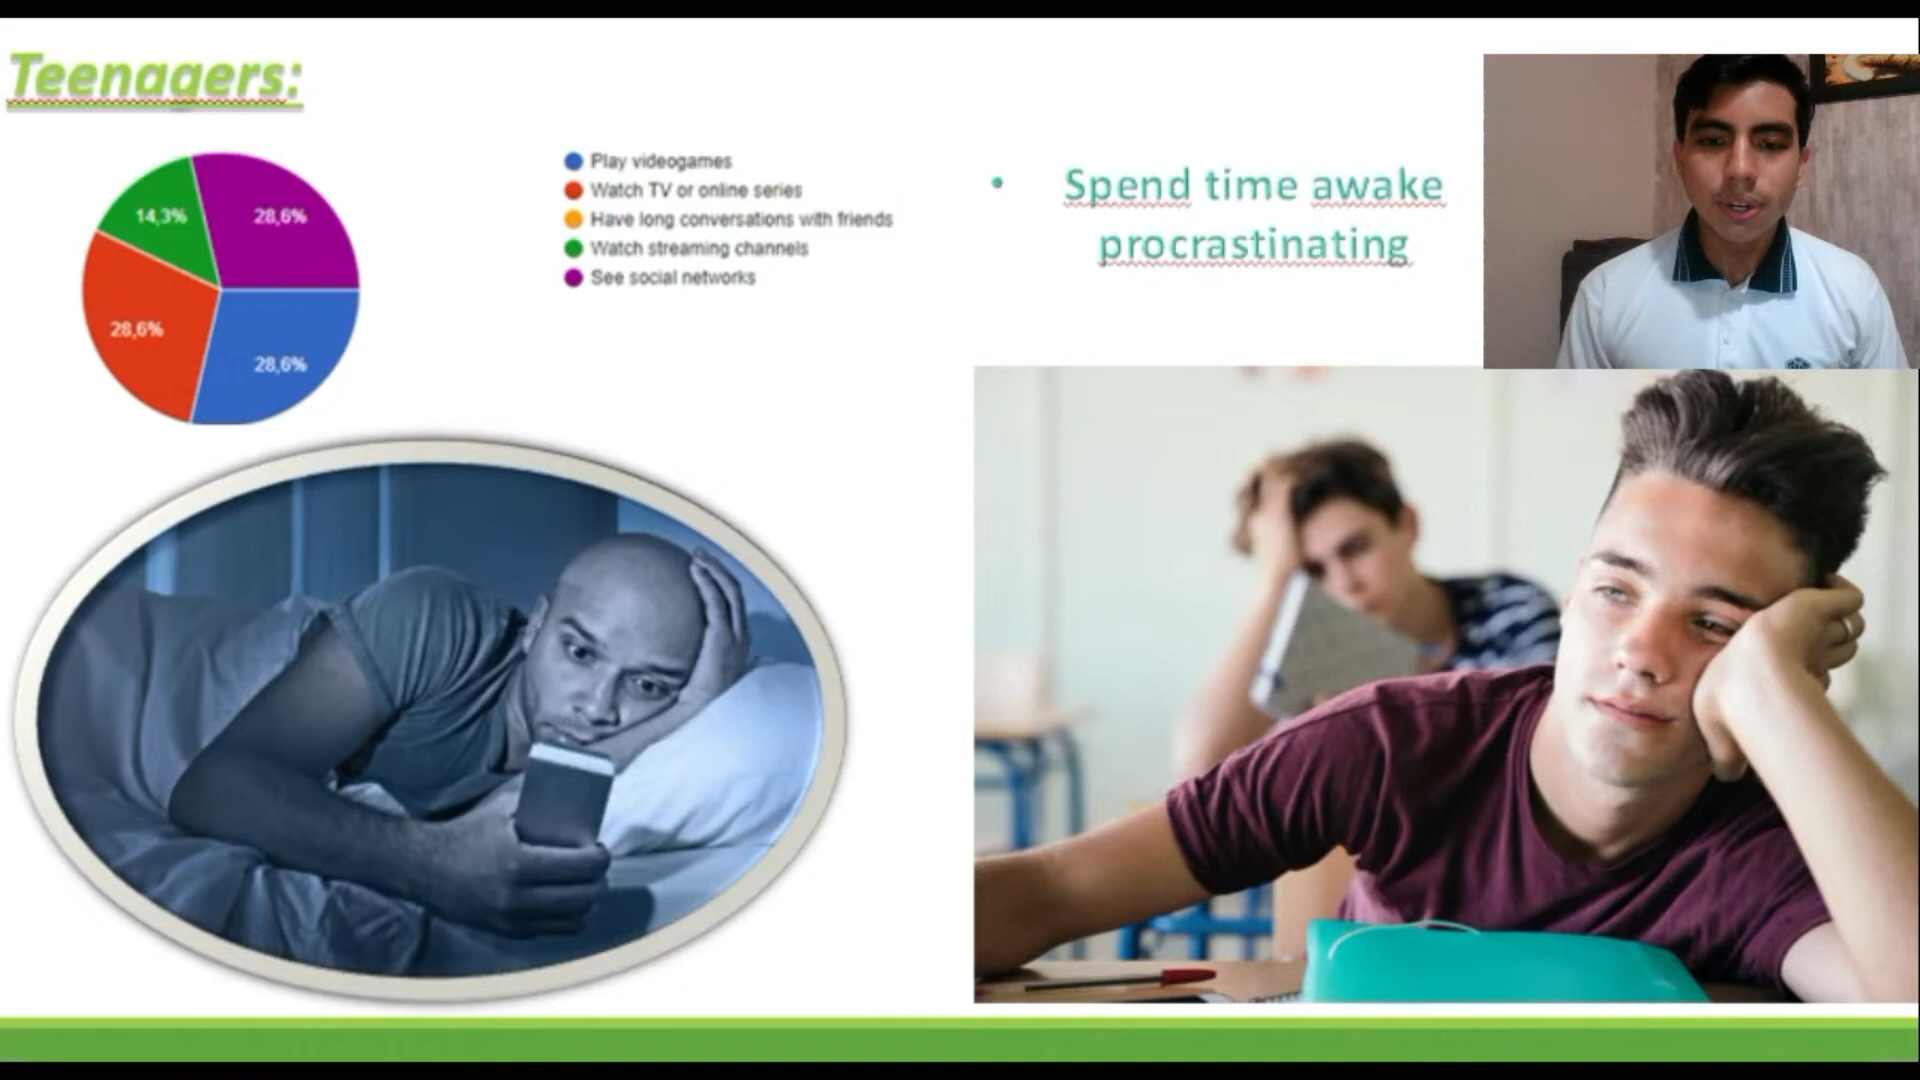 Teenagers:
14,3%
28,6%
28,6%
28,6%
Play videogames
Watch TV or online series
Have long conversations with friends
Watch streaming channels
See social networks
• Spend time awake
procrastinating